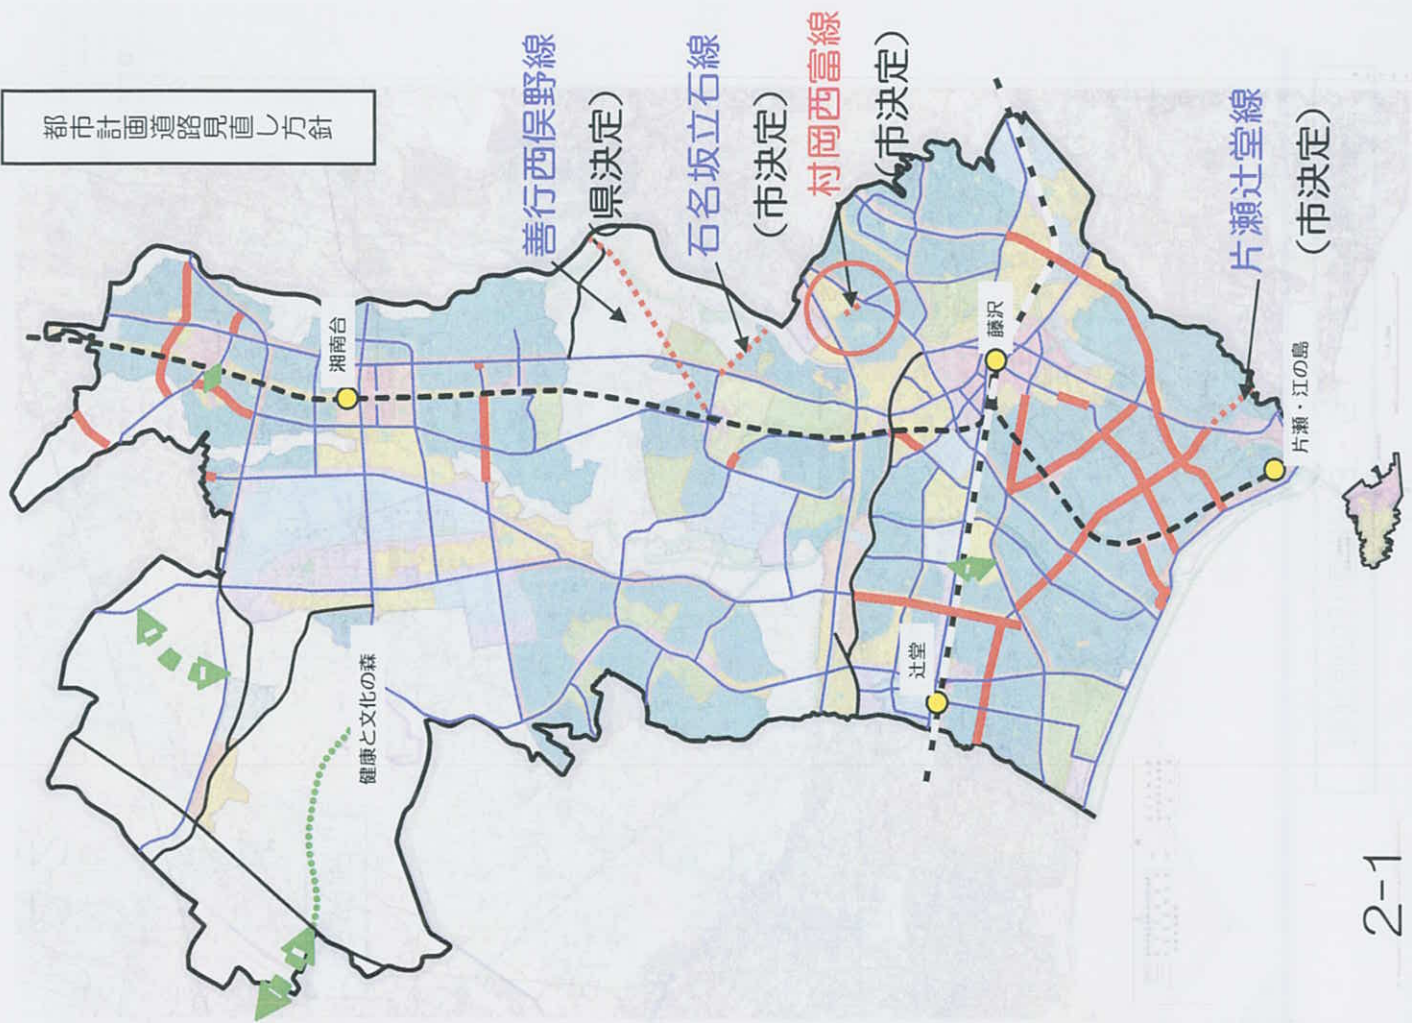 都市計画道路見直し方針
善行西俣野線
(県決定)
石名坂立石線
(市決定)
村岡西富線
(市決定)
片瀬辻堂線
(市決定)
湘南台
藤沢
辻堂
片瀬・江の島
健康と文化の森
2-1